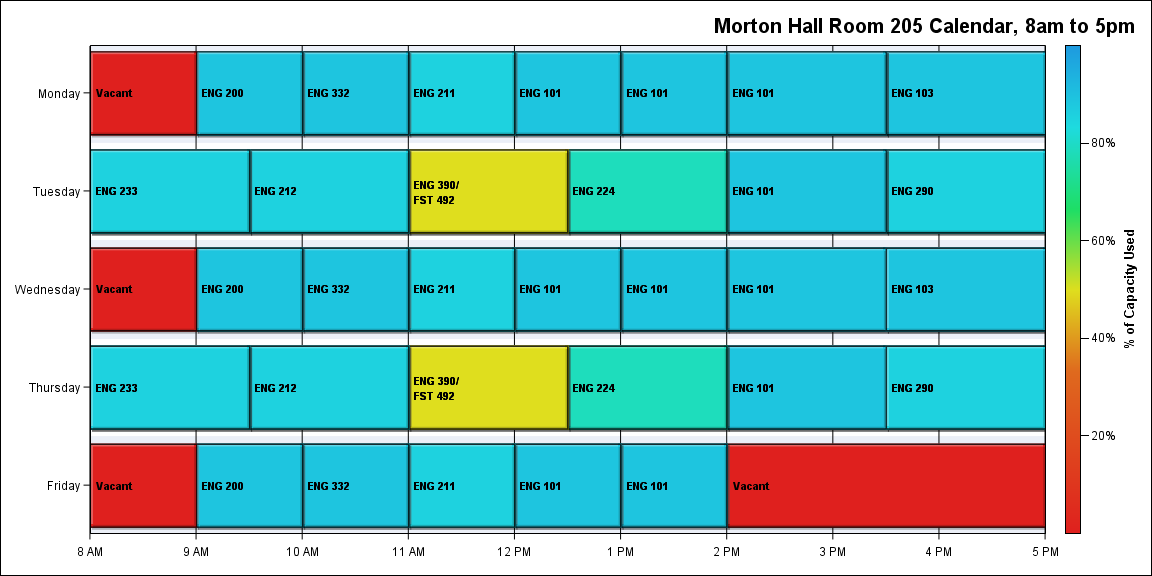 Morton Hall Room 205 Calendar, 8am to 5pm
Monday
Vacant
ENG 200
ENG 332
ENG 211
ENG 101
ENG 101
ENG 101
ENG 103
Tuesday
ENG 233
ENG 212
ENG 390/
FST 492
ENG 224
ENG 101
ENG 290
Wednesday
Vacant
ENG 200
ENG 332
ENG 211
ENG 101
ENG 101
ENG 101
ENG 103
Thursday
ENG 233
ENG 212
ENG 390/
FST 492
ENG 224
ENG 101
ENG 290
Friday
Vacant
ENG 200
ENG 332
ENG 211
ENG 101
ENG 101
Vacant
8 AM
9 AM
10 AM
11 AM
12 PM
1 PM
2 PM
3 PM
4 PM
5 PM
80%
60%
40%
20%
% of Capacity Used